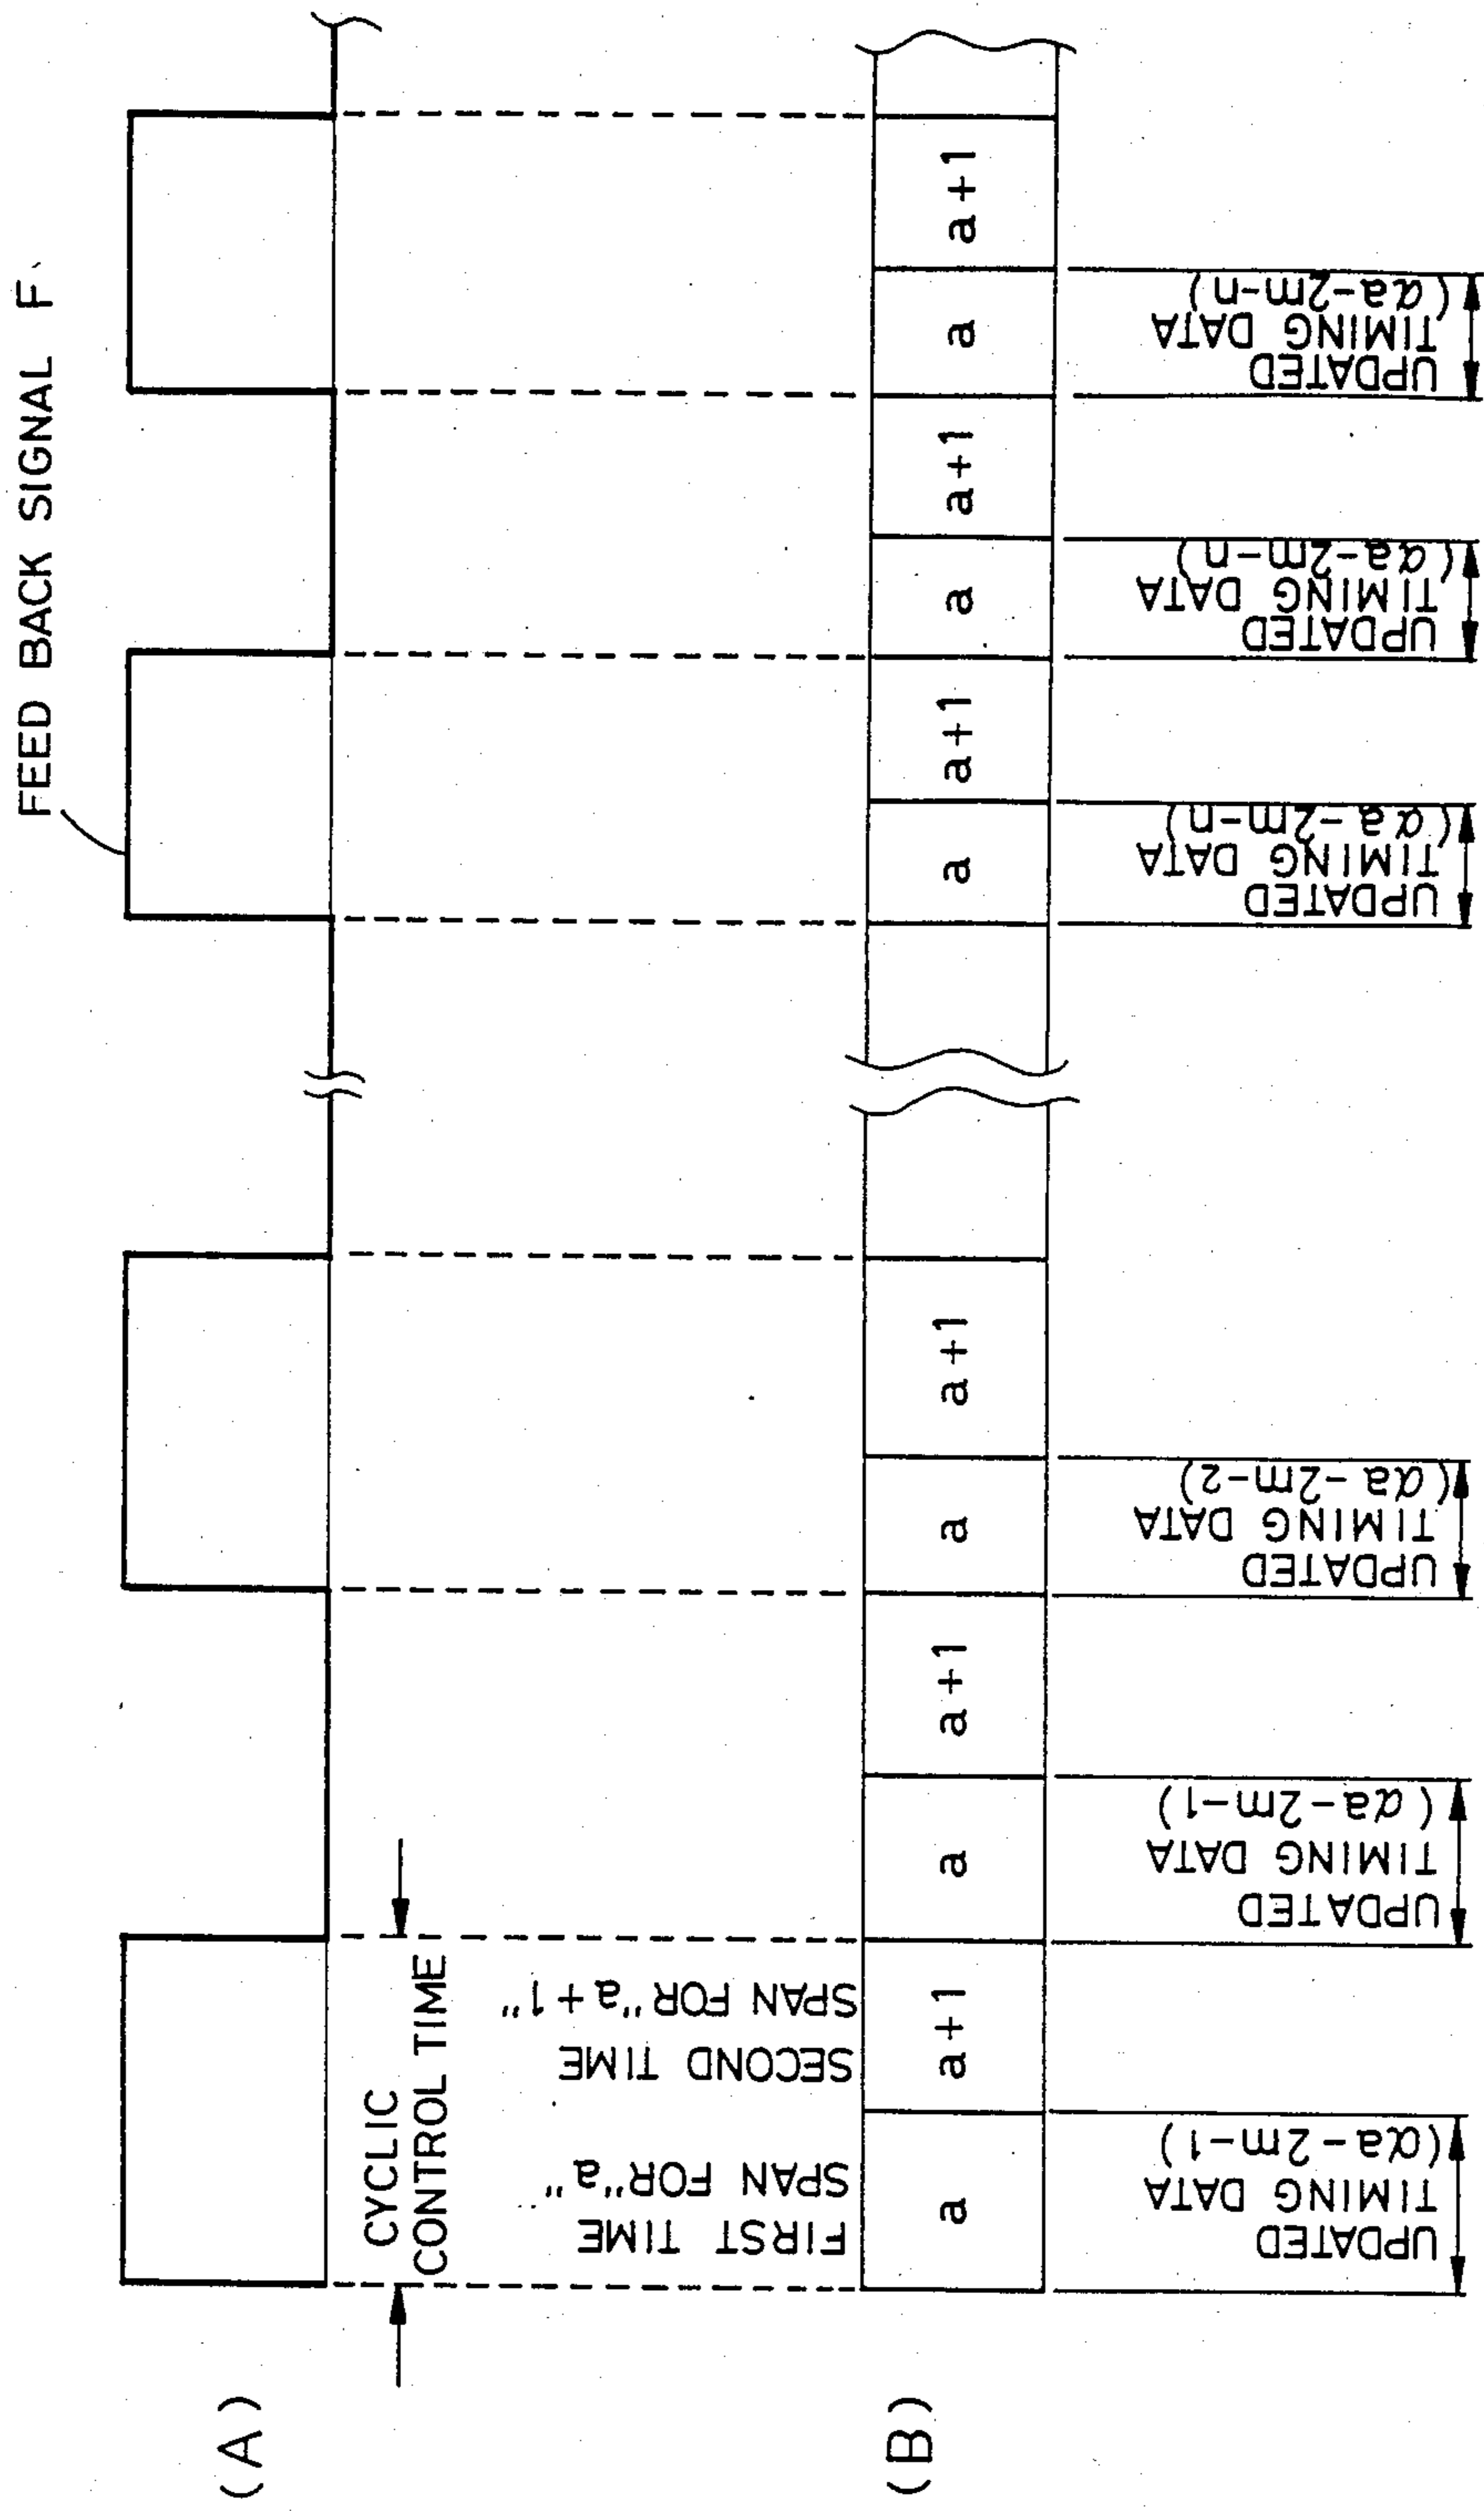 FEED BACK SIGNAL F
(A)
CYCLIC
CONTROL TIME
FIRST TIME
SPAN FOR "a"
SECOND TIME
SPAN FOR "a+1"
(B)
a
a+1
a
a+1
a
a+1
a
a+1
a
a+1
a
a+1
UPDATED
TIMING DATA
(αa-2m-1)
UPDATED
TIMING DATA
(αa-2m-1)
UPDATED
TIMING DATA
(αa-2m-2)
UPDATED
TIMING DATA
(αa-2m-n)
UPDATED
TIMING DATA
(αa-2m-n)
UPDATED
TIMING DATA
(αa-2m-n)